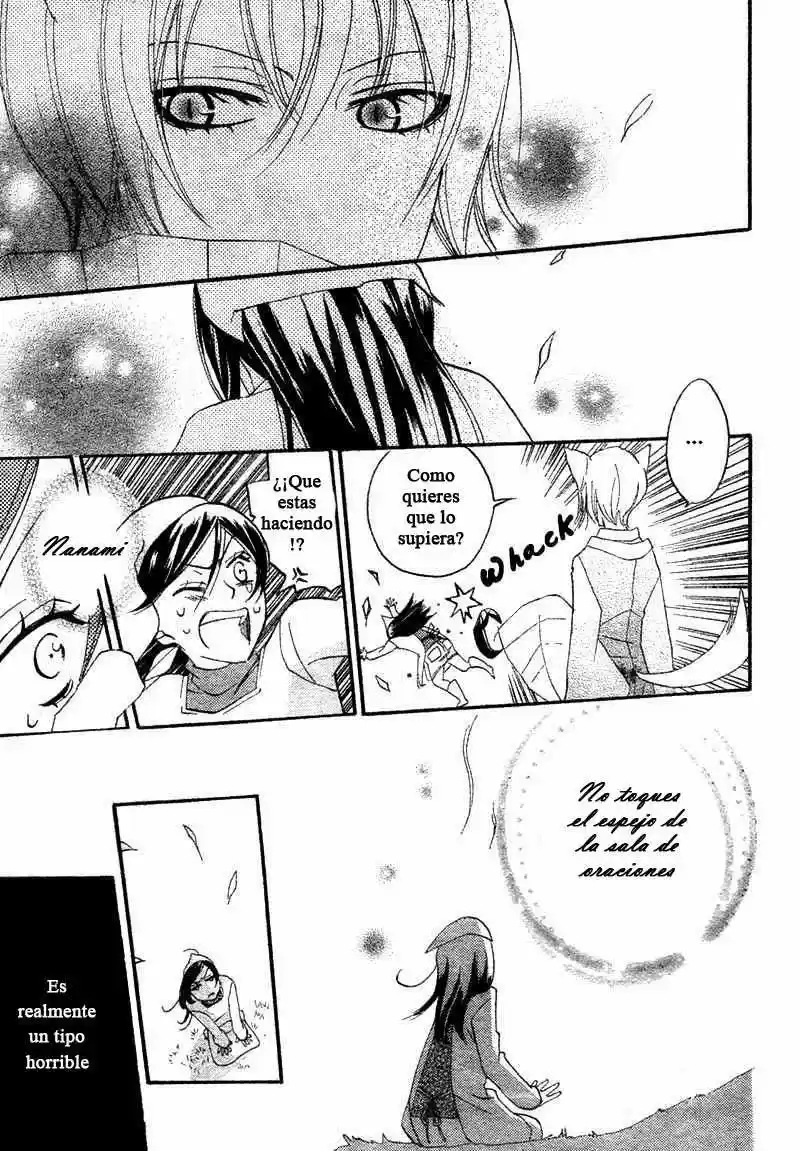 ...
Como
quieres
que lo
supiera?
whack
¿¡Que
estas
haciendo
!?
Nanami
No toques
el espejo de
la sala de
oraciones
Es
realmente
un tipo
horrible